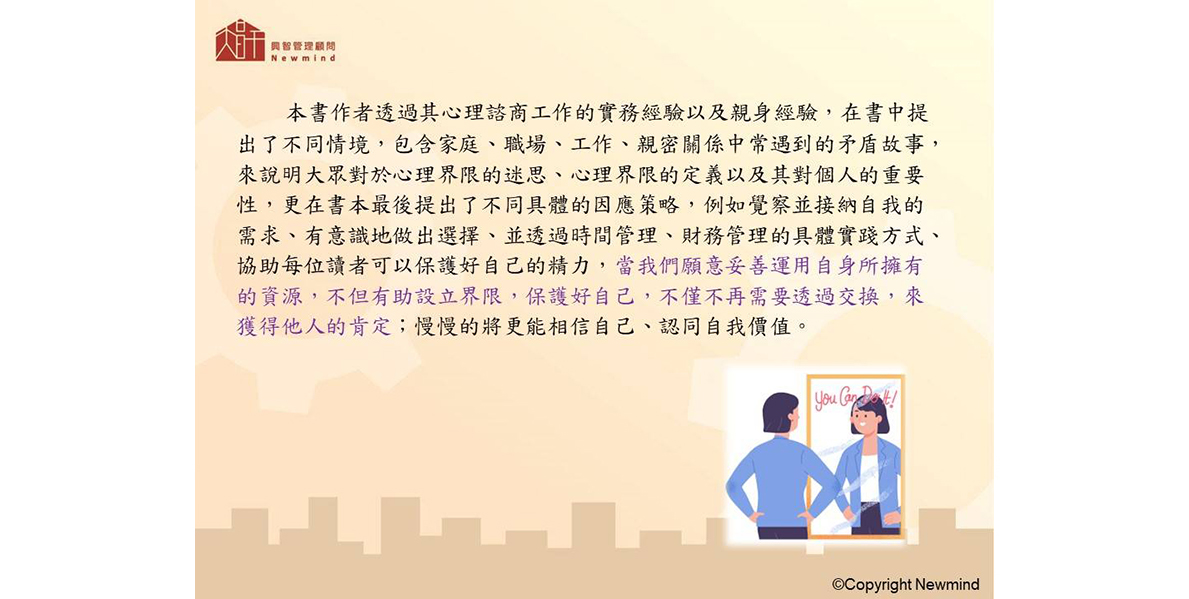 興智管理顧問
Newmind
本書作者透過其心理諮商工作的實務經驗以及親身經驗，在書中提
出了不同情境，包含家庭、職場、工作、親密關係中常遇到的矛盾故事，
來說明大眾對於心理界限的迷思、心理界限的定義以及其對個人的重要
性，更在書本最後提出了不同具體的因應策略，例如覺察並接納自我的
需求、有意識地做出選擇、並透過時間管理、財務管理的具體實踐方式、
協助每位讀者可以保護好自己的精力，當我們願意妥善運用自身所擁有
的資源，不但有助設立界限，保護好自己，不僅不再需要透過交換，來
獲得他人的肯定；慢慢的將更能相信自己、認同自我價值。
You Can Do It!
©Copyright Newmind